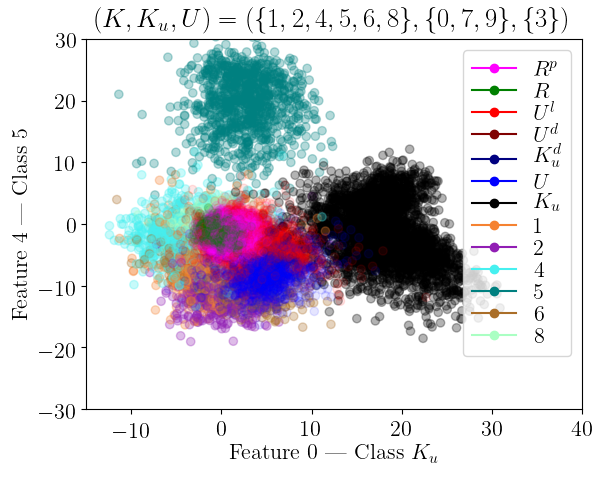 (K, K_u, U) = ({1, 2, 4, 5, 6, 8}, {0, 7, 9}, {3})
30
20
10
0
−10
−20
−30
Feature 4 — Class 5
R^p
R
U^l
U^d
K_u^d
U
K_u
1
2
4
5
6
8
−10 0 10 20 30 40
Feature 0 — Class K_u